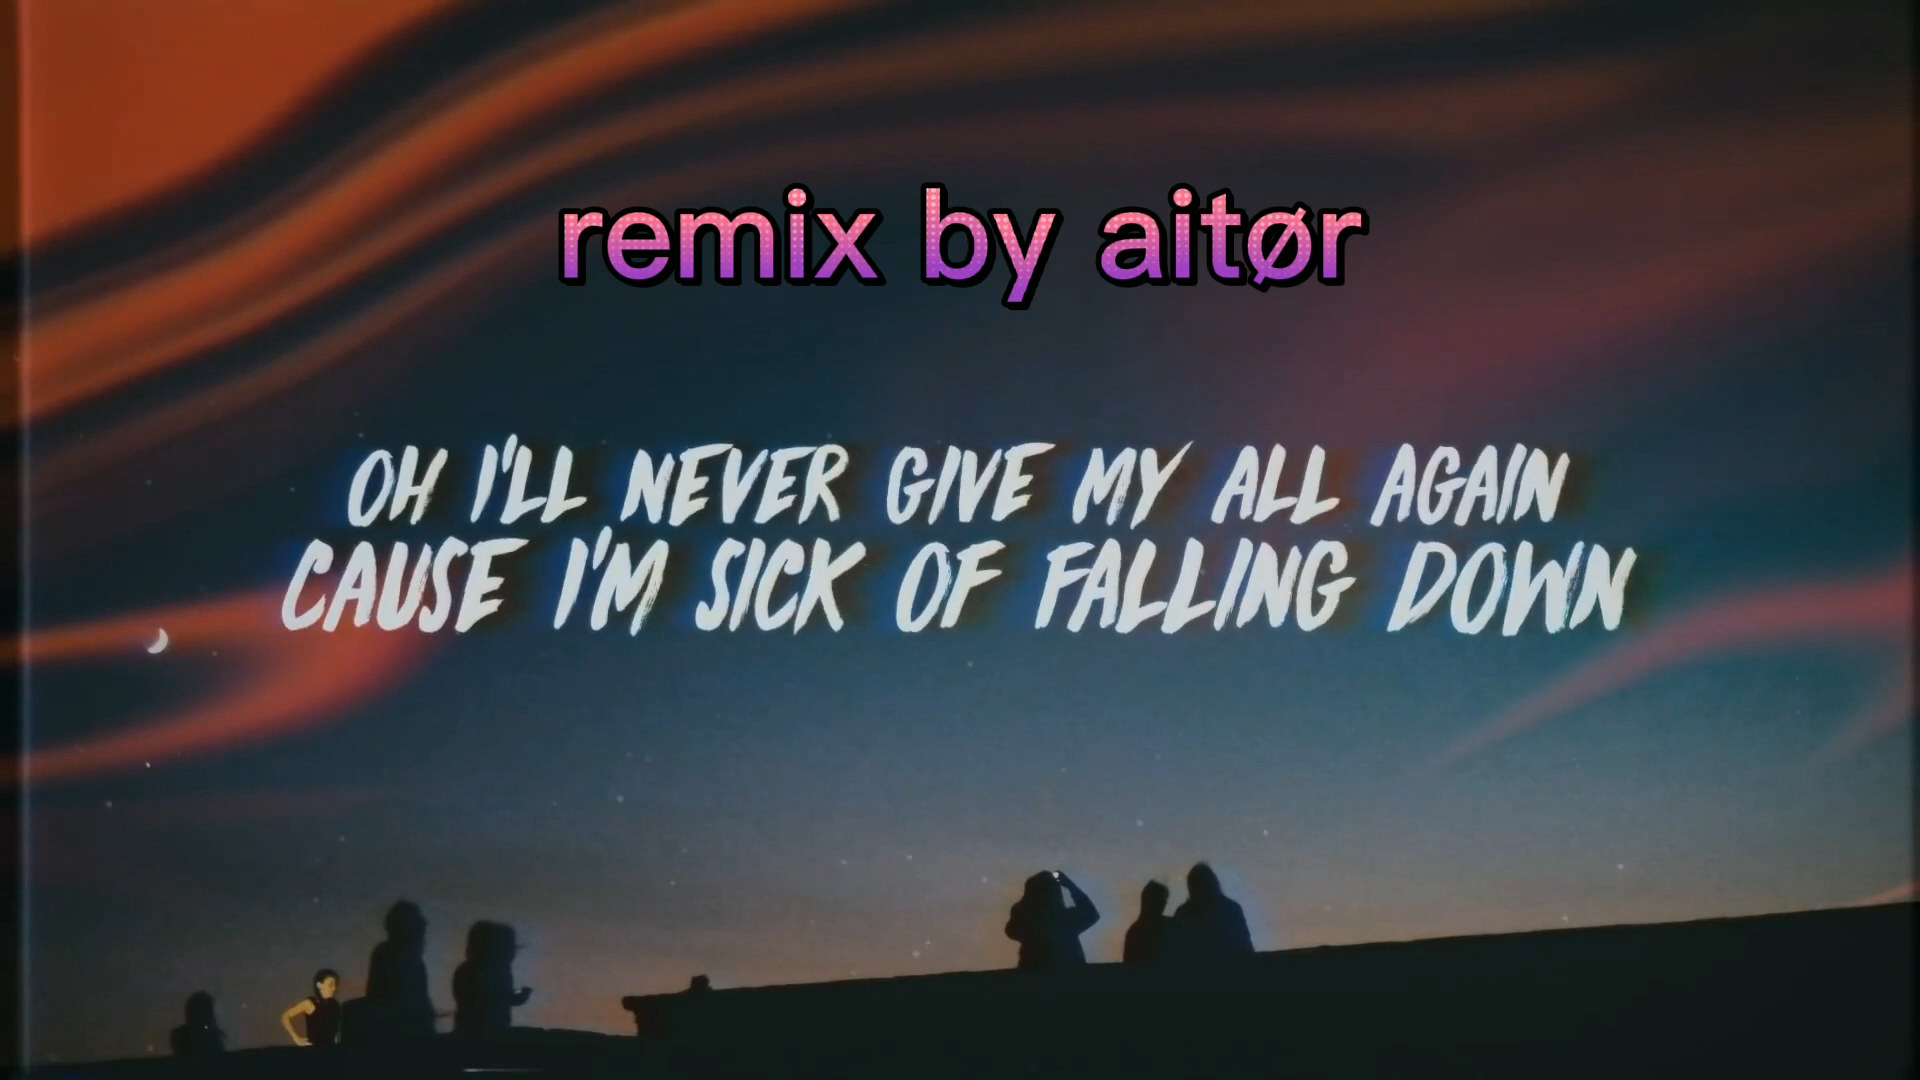 remix by aitør
OH I'LL NEVER GIVE MY ALL AGAIN
CAUSE I'M SICK OF FALLING DOWN